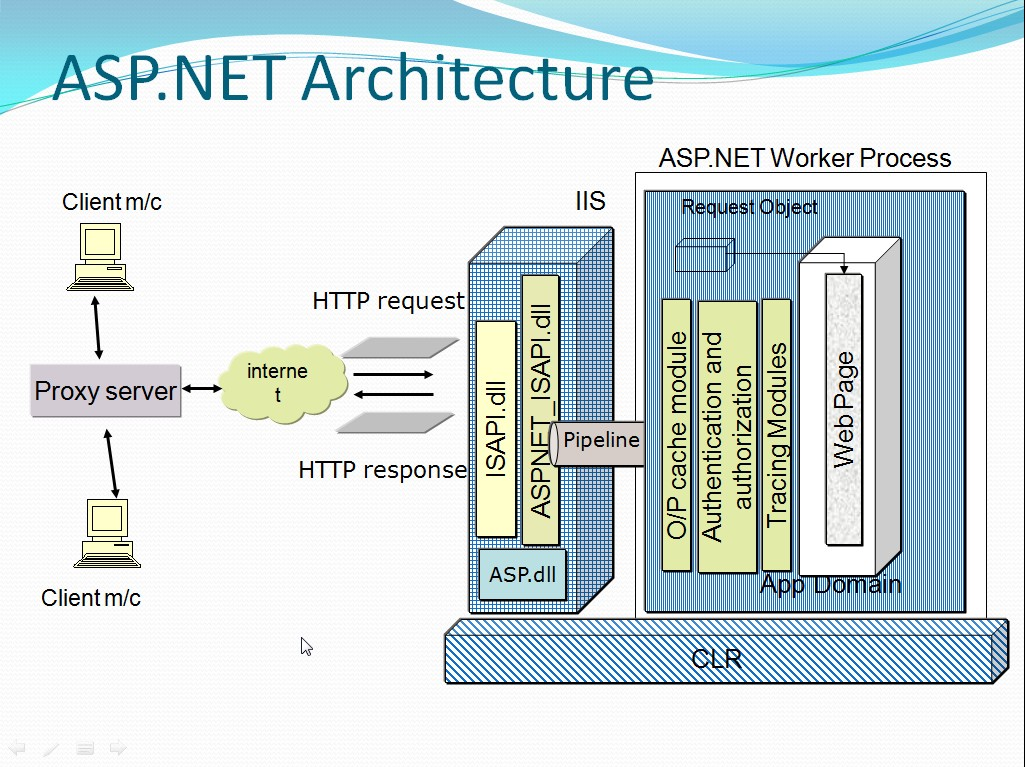 ASP.NET Architecture
ASP.NET Worker Process
Client m/c
IIS
Request Object
HTTP request
Proxy server
interne
t
HTTP response
ISAPI.dll
ASPNET_ISAPI.dll
ASP.dll
Pipeline
O/P cache module
Authentication and
authorization
Tracing Modules
Web Page
App Domain
Client m/c
CLR